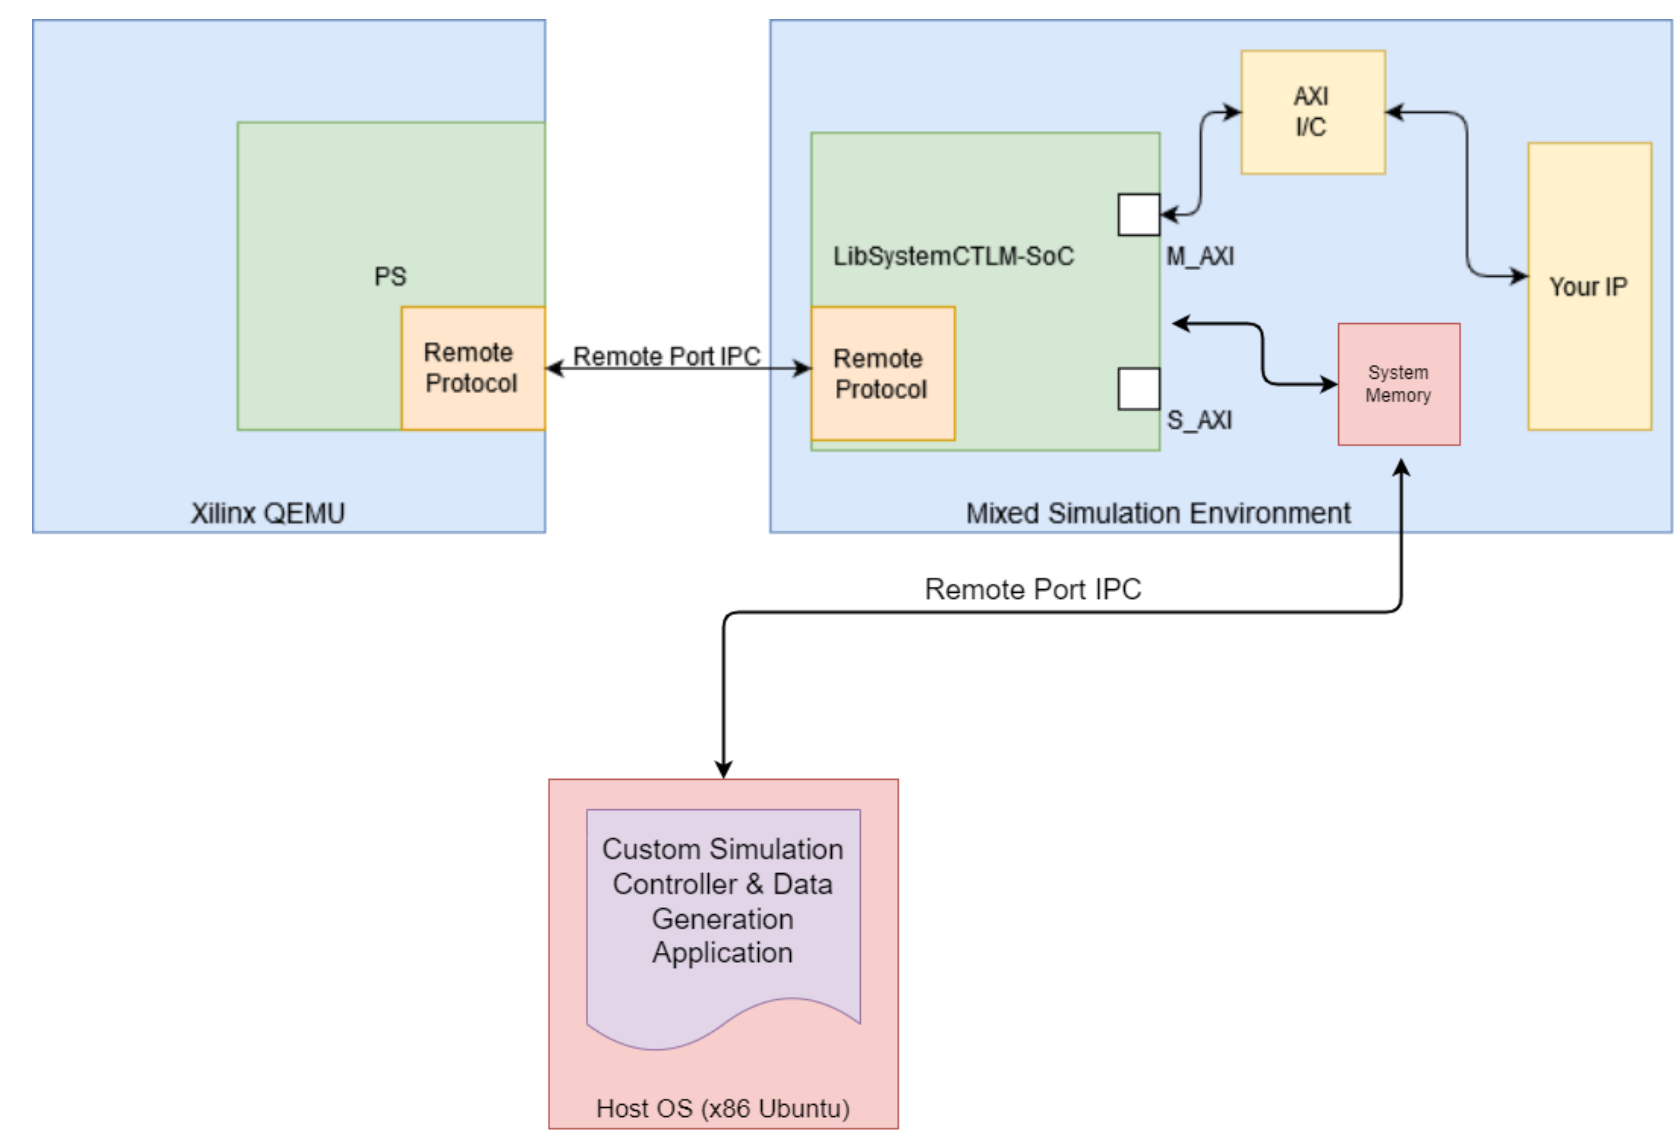 PS
Remote
Protocol
Xilinx QEMU
Remote Port IPC
AXI
I/C
LibSystemCTLM-SoC
M_AXI
Your IP
Remote
Protocol
System
Memory
S_AXI
Mixed Simulation Environment
Remote Port IPC
Custom Simulation
Controller & Data
Generation
Application
Host OS (x86 Ubuntu)